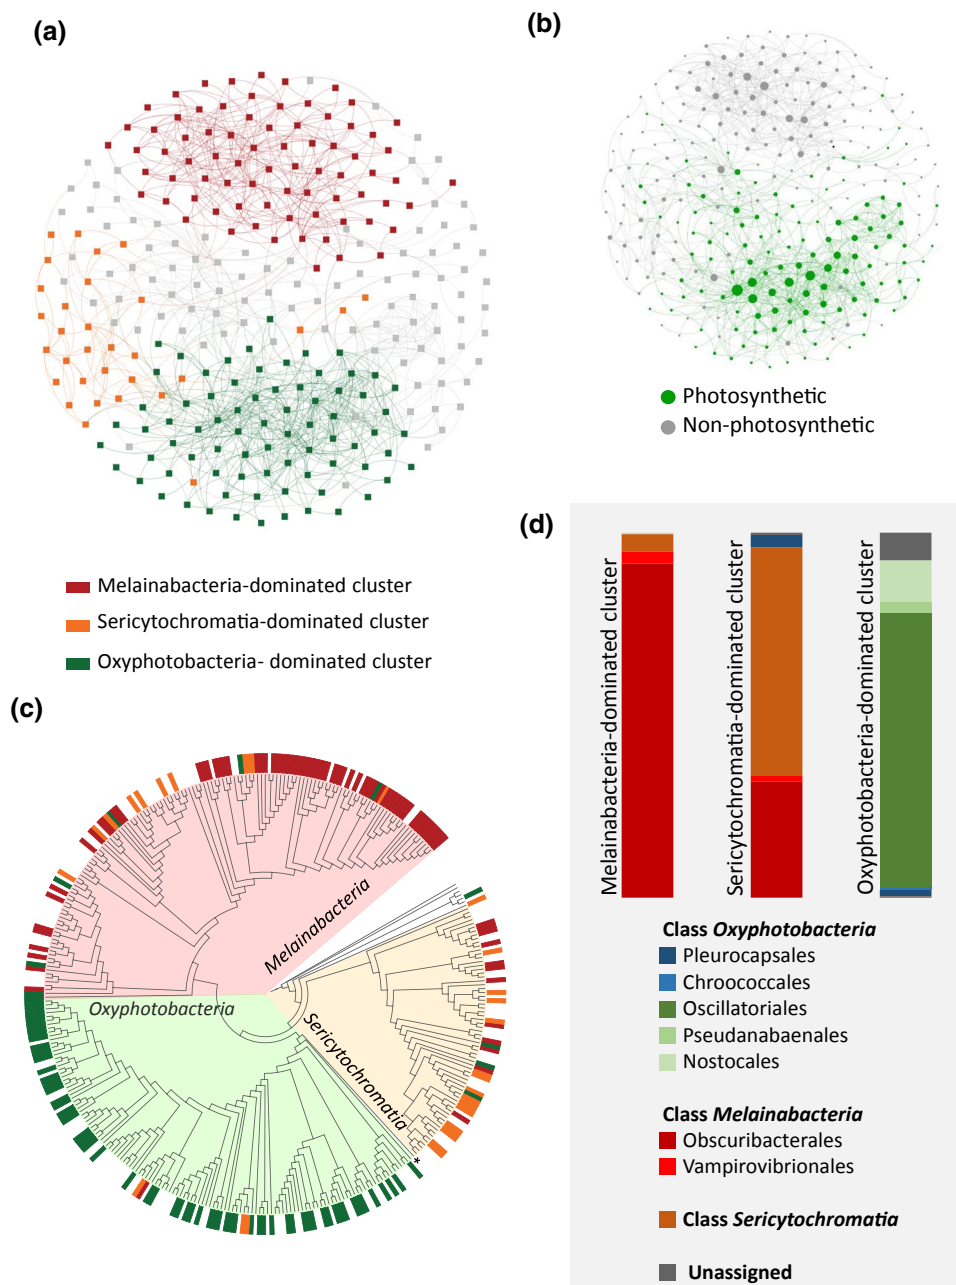 (a)
(b)
Photosynthetic
Non-photosynthetic
Melainabacteria-dominated cluster
Sericytochromatia-dominated cluster
Oxyphotobacteria- dominated cluster
(c)
Melainabacteria
Oxyphotobacteria
Sericytochromatia
*
(d)
Melainabacteria-dominated cluster
Sericytochromatia-dominated cluster
Oxyphotobacteria-dominated cluster
Class Oxyphotobacteria
Pleurocapsales
Chroococcales
Oscillatoriales
Pseudanabaenales
Nostocales
Class Melainabacteria
Obscuribacterales
Vampirovibrionales
Class Sericytochromatia
Unassigned